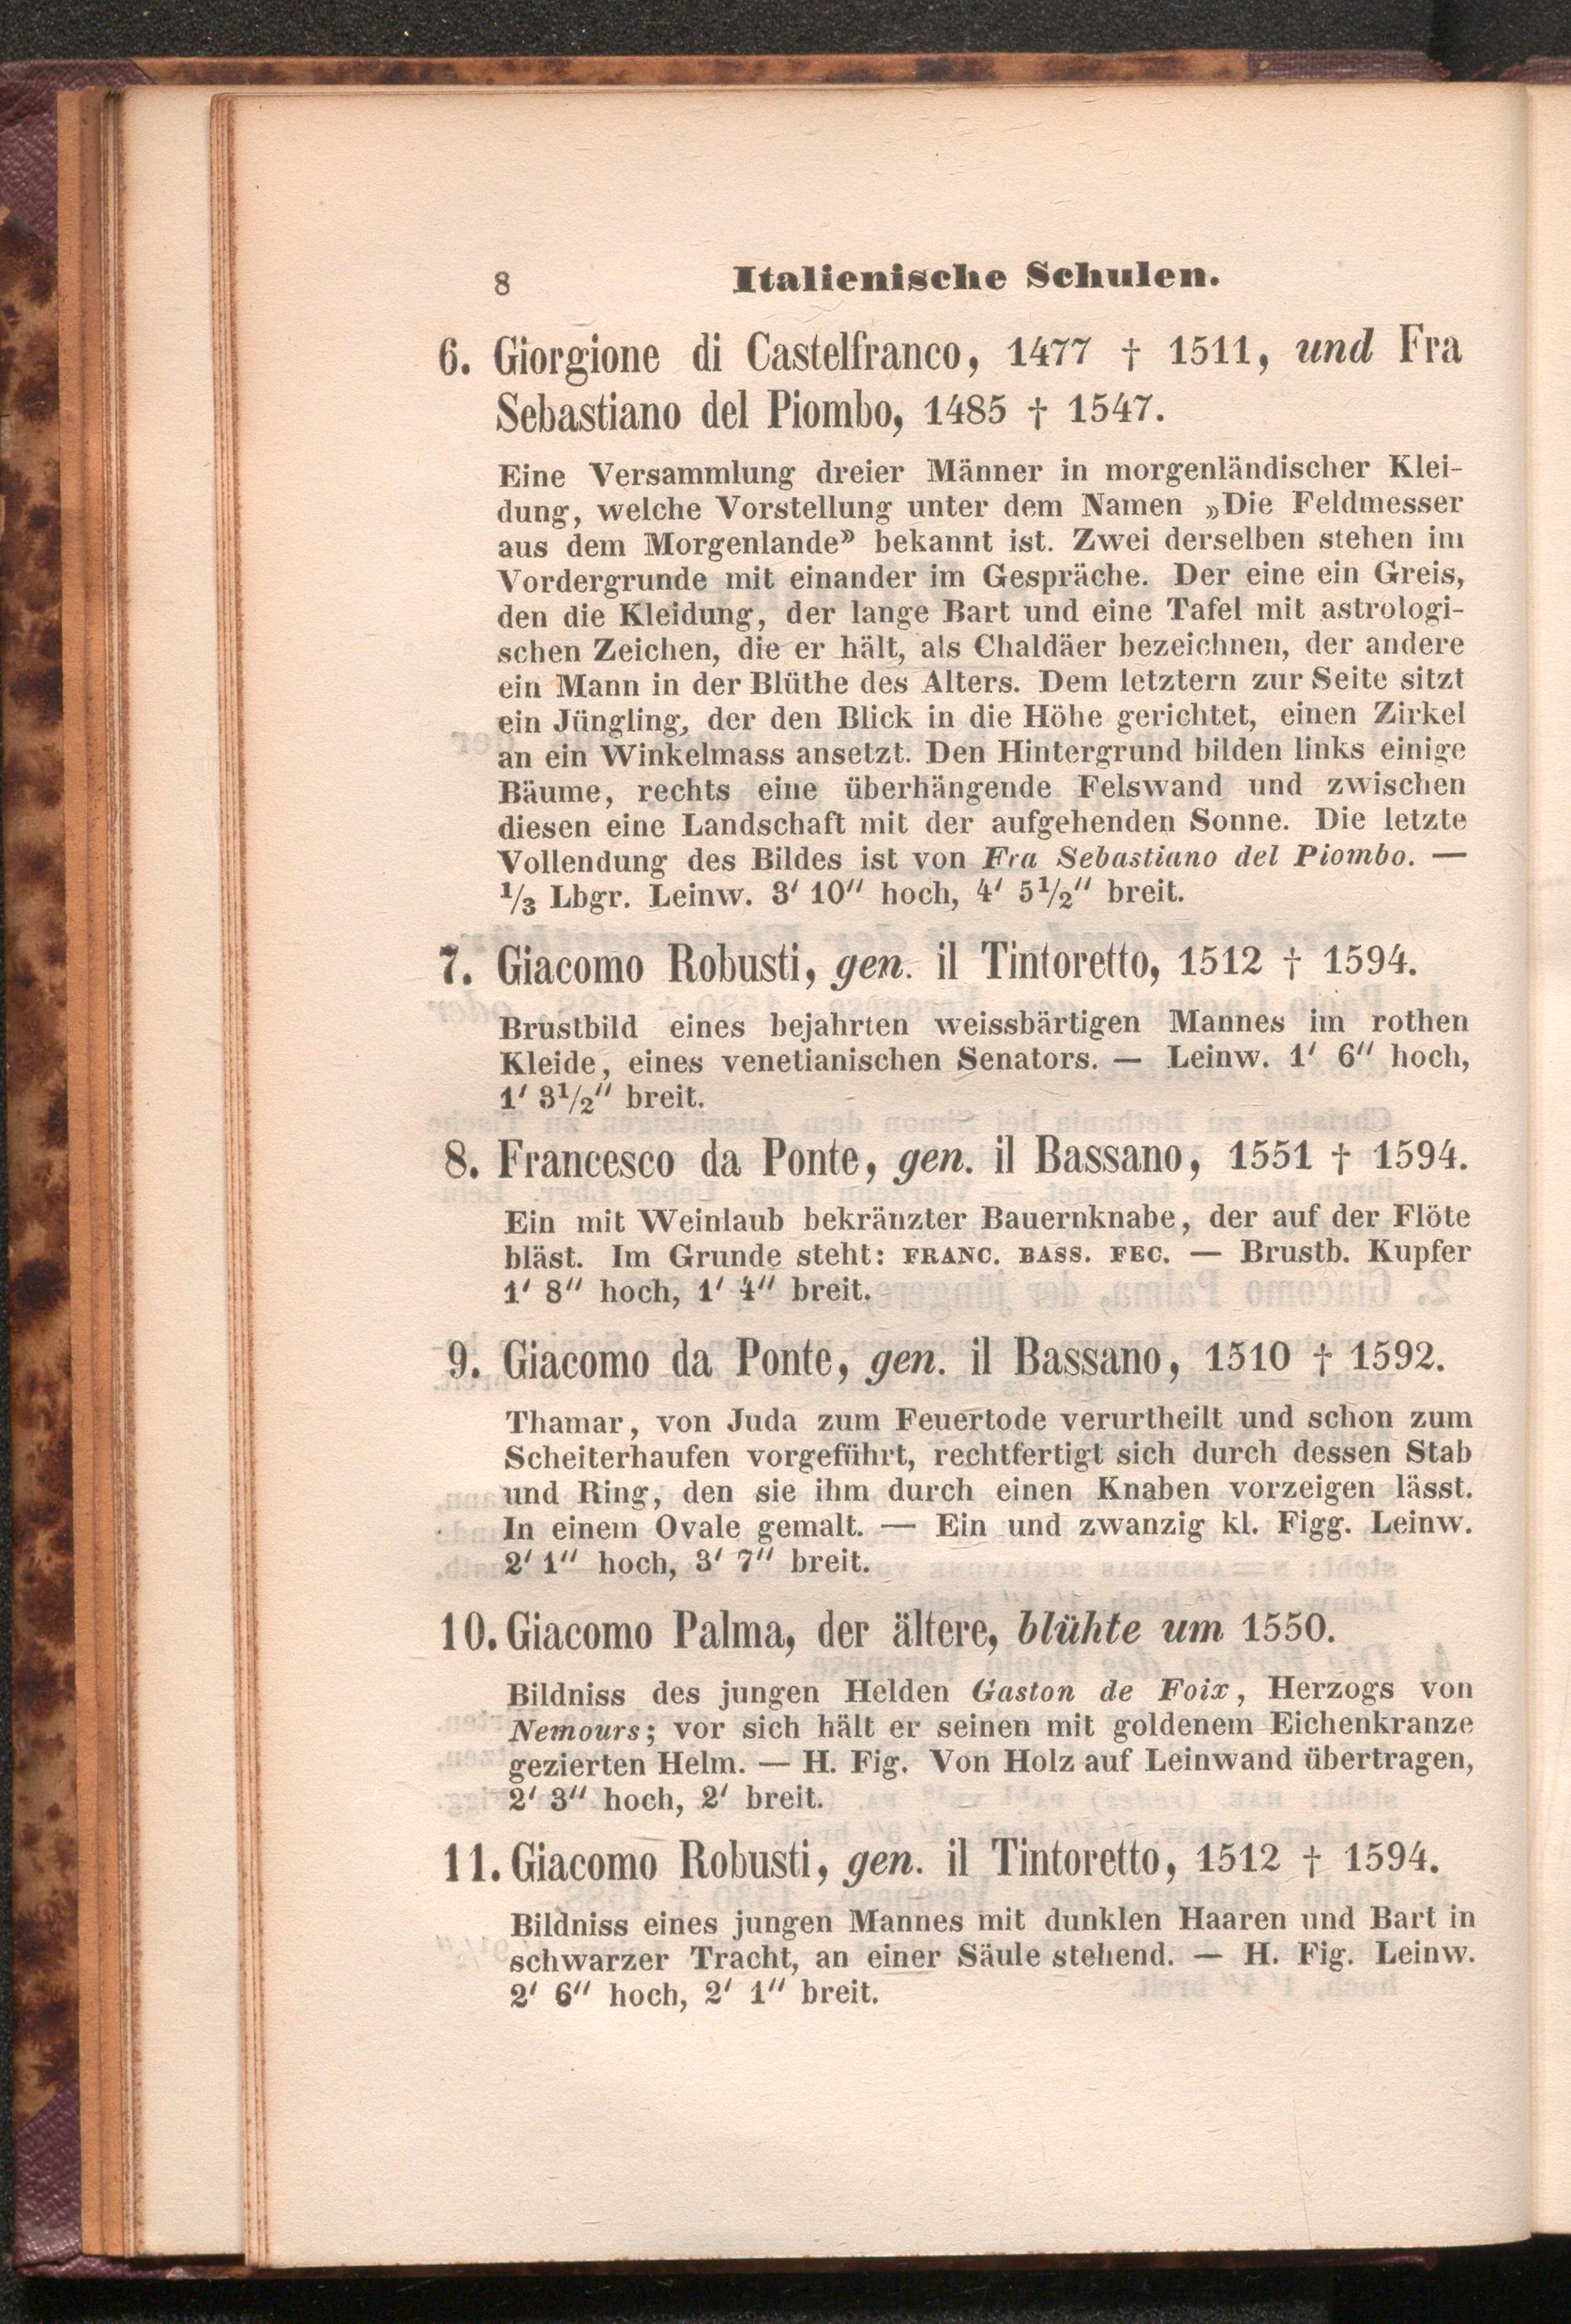 8 Italienische Schulen.
6. Giorgione di Castelfranco, 1477 † 1511, und Fra
Sebastiano del Piombo, 1485 † 1547.
Eine Versammlung dreier Männer in morgenländischer Klei-
dung, welche Vorstellung unter dem Namen »Die Feldmesser
aus dem Morgenlande» bekannt ist. Zwei derselben stehen im
Vordergrunde mit einander im Gespräche. Der eine ein Greis,
den die Kleidung, der lange Bart und eine Tafel mit astrologi-
schen Zeichen, die er hält, als Chaldäer bezeichnen, der andere
ein Mann in der Blüthe des Alters. Dem letztern zur Seite sitzt
ein Jüngling, der den Blick in die Höhe gerichtet, einen Zirkel
an ein Winkelmass ansetzt. Den Hintergrund bilden links einige
Bäume, rechts eine überhängende Felswand und zwischen
diesen eine Landschaft mit der aufgehenden Sonne. Die letzte
Vollendung des Bildes ist von Fra Sebastiano del Piombo. —
1/3 Lbgr. Leinw. 3' 10" hoch, 4' 5 1/2" breit.
7. Giacomo Robusti, gen. il Tintoretto, 1512 † 1594.
Brustbild eines bejahrten weissbärtigen Mannes im rothen
Kleide, eines venetianischen Senators. — Leinw. 1' 6" hoch,
1' 3 1/2" breit.
8. Francesco da Ponte, gen. il Bassano, 1551 † 1594.
Ein mit Weinlaub bekränzter Bauernknabe, der auf der Flöte
bläst. Im Grunde steht: FRANC. BASS. FEC. — Brustb. Kupfer
1' 8" hoch, 1' 4" breit.
9. Giacomo da Ponte, gen. il Bassano, 1510 † 1592.
Thamar, von Juda zum Feuertode verurtheilt und schon zum
Scheiterhaufen vorgeführt, rechtfertigt sich durch dessen Stab
und Ring, den sie ihm durch einen Knaben vorzeigen lässt.
In einem Ovale gemalt. — Ein und zwanzig kl. Figg. Leinw.
2' 1" hoch, 3' 7" breit.
10. Giacomo Palma, der ältere, blühte um 1550.
Bildniss des jungen Helden Gaston de Foix, Herzogs von
Nemours; vor sich hält er seinen mit goldenem Eichenkranze
gezierten Helm. — H. Fig. Von Holz auf Leinwand übertragen,
2' 3" hoch, 2' breit.
11. Giacomo Robusti, gen. il Tintoretto, 1512 † 1594.
Bildniss eines jungen Mannes mit dunklen Haaren und Bart in
schwarzer Tracht, an einer Säule stehend. — H. Fig. Leinw.
2' 6" hoch, 2' 1" breit.